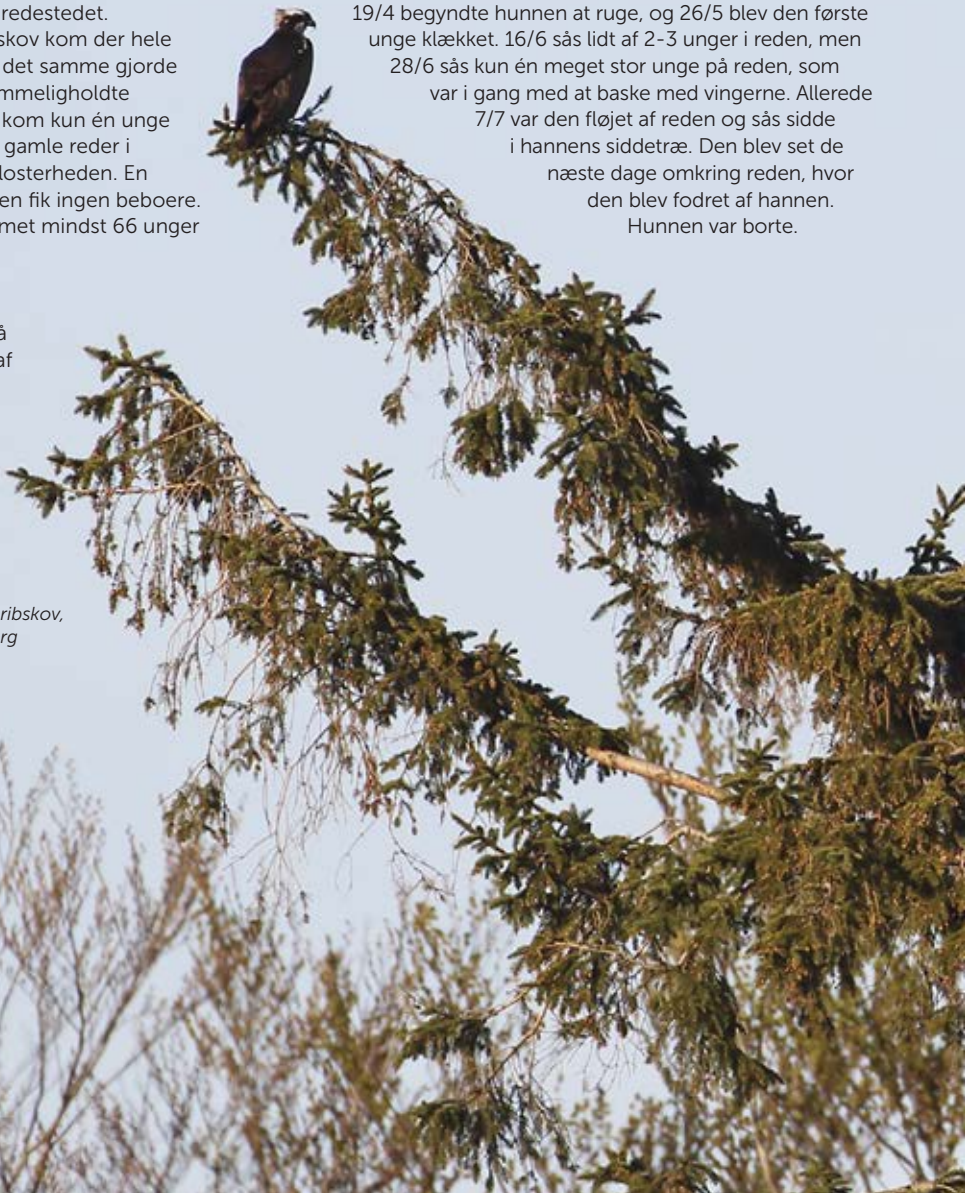 redestedet.
skov kom der hele
det samme gjorde
mmeligholdte
kom kun én unge
gamle reder i
losterheden. En
en fik ingen beboere.
met mindst 66 unger
å
af
ribskov,
rg
19/4 begyndte hunnen at ruge, og 26/5 blev den første
unge klækket. 16/6 sås lidt af 2-3 unger i reden, men
28/6 sås kun én meget stor unge på reden, som
var i gang med at baske med vingerne. Allerede
7/7 var den fløjet af reden og sås sidde
i hannens siddetræ. Den blev set de
næste dage omkring reden, hvor
den blev fodret af hannen.
Hunnen var borte.